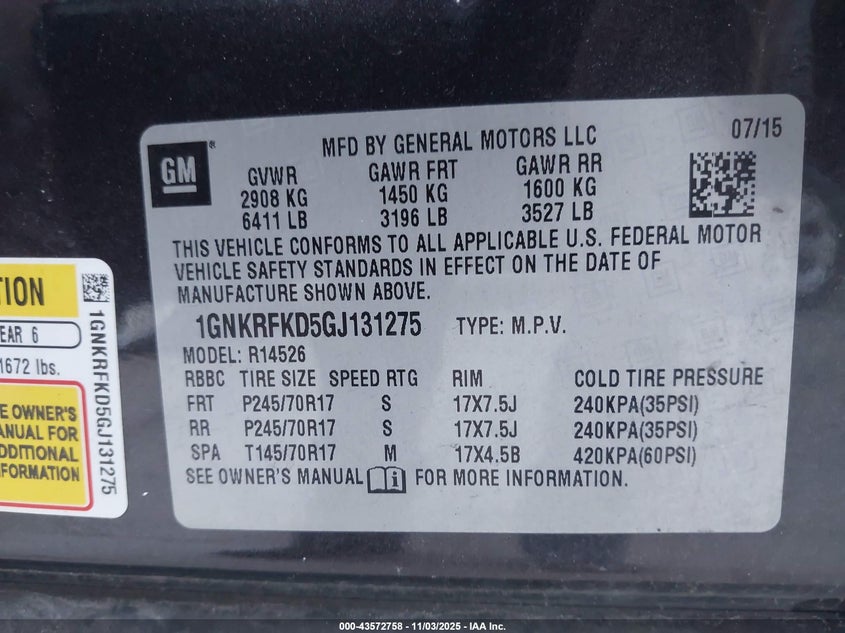 MFD BY GENERAL MOTORS LLC
07/15
GM®
GVWR GAWR FRT GAWR RR
2908 KG 1450 KG 1600 KG
6411 LB 3196 LB 3527 LB
THIS VEHICLE CONFORMS TO ALL APPLICABLE U.S. FEDERAL MOTOR
VEHICLE SAFETY STANDARDS IN EFFECT ON THE DATE OF
MANUFACTURE SHOWN ABOVE.
1GNKRFKD5GJ131275 TYPE: M.P.V.
MODEL: R14526
RBBC TIRE SIZE SPEED RTG RIM COLD TIRE PRESSURE
FRT P245/70R17 S 17X7.5J 240KPA(35PSI)
RR P245/70R17 S 17X7.5J 240KPA(35PSI)
SPA T145/70R17 M 17X4.5B 420KPA(60PSI)
SEE OWNER'S MANUAL FOR MORE INFORMATION.
TION
EAR 6
1672 lbs.
E OWNER'S
ANUAL FOR
DDITIONAL
FORMATION
1GNKRFKD5GJ131275
000-43572758 - 11/03/2025 - IAA Inc.